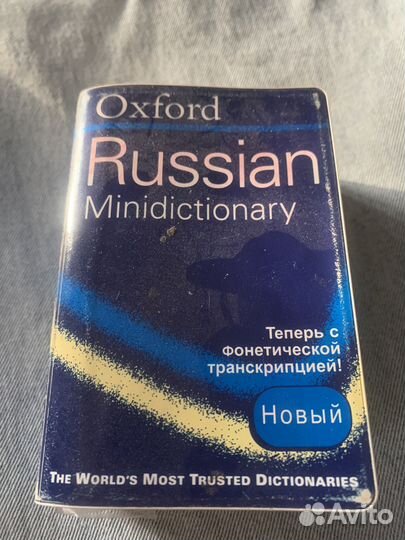 Oxford
Russian
Minidictionary
Теперь с
фонетической
транскрипцией!
Новый
THE WORLD'S MOST TRUSTED DICTIONARIES
Avito